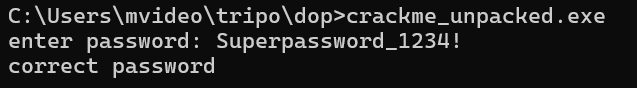 C:\Users\mvideo\tripo\dop>crackme_unpacked.exe
enter password: Superpassword_1234!
correct password